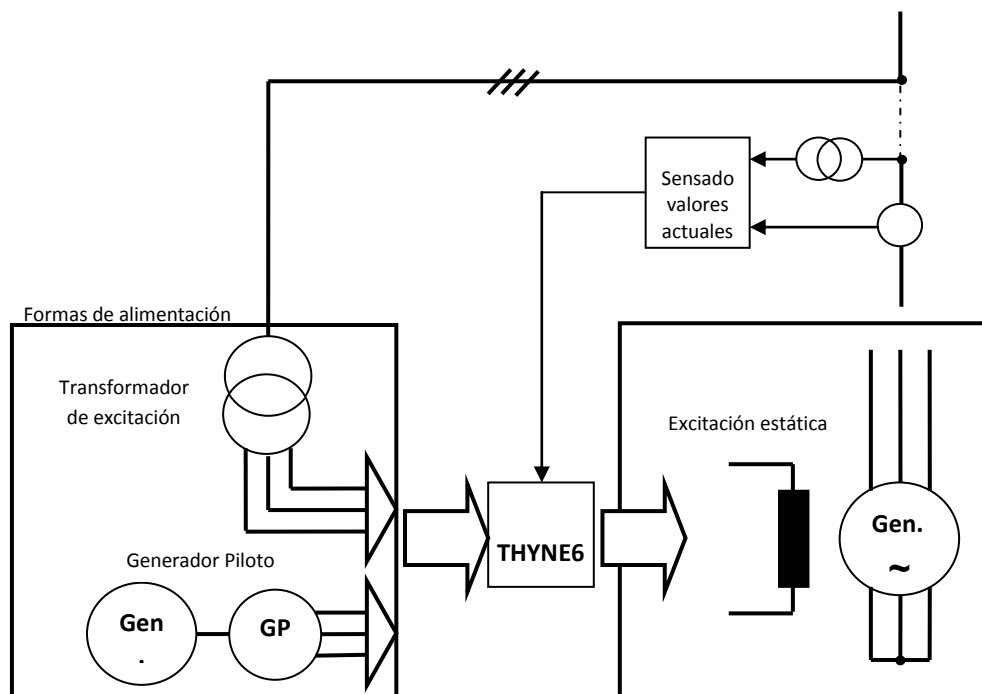 Sensado
valores
actuales
Formas de alimentación
Transformador
de excitación
Excitación estática
THYNE6
Gen.
~
Generador Piloto
Gen
.
GP